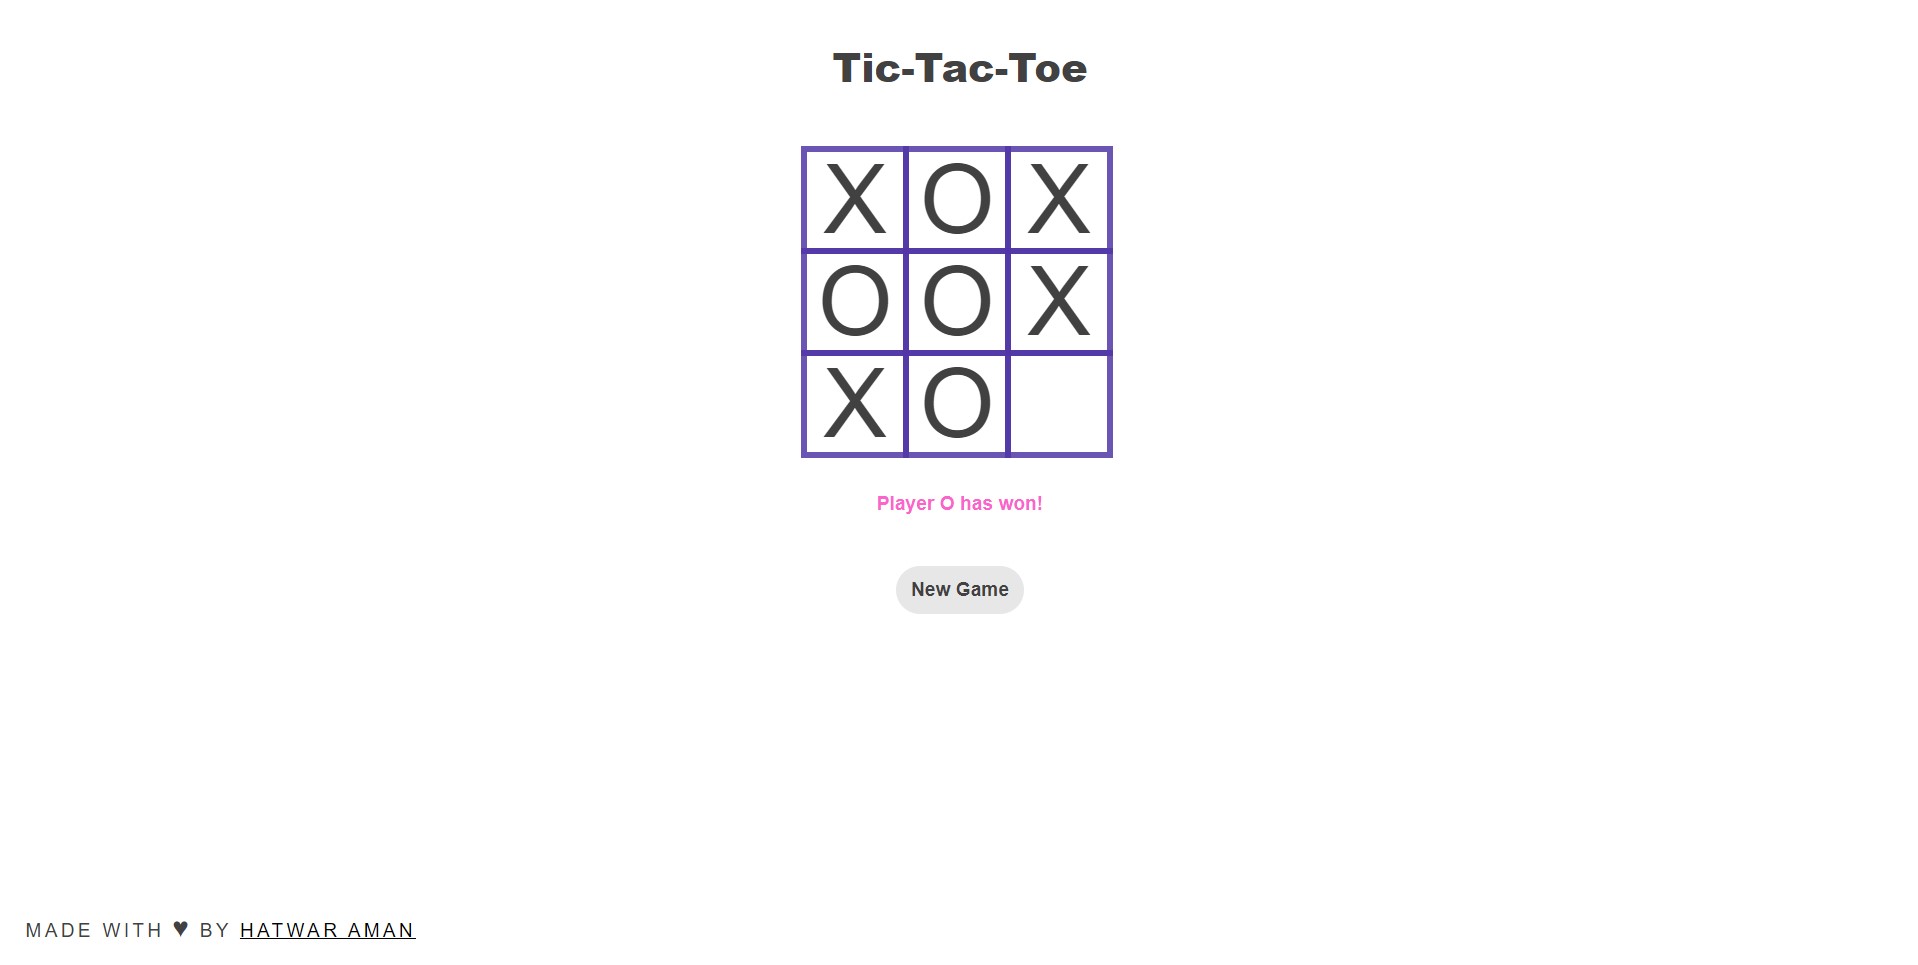 Tic-Tac-Toe
X O X
O O X
X O
Player O has won!
New Game
MADE WITH ♥ BY HATWAR AMAN